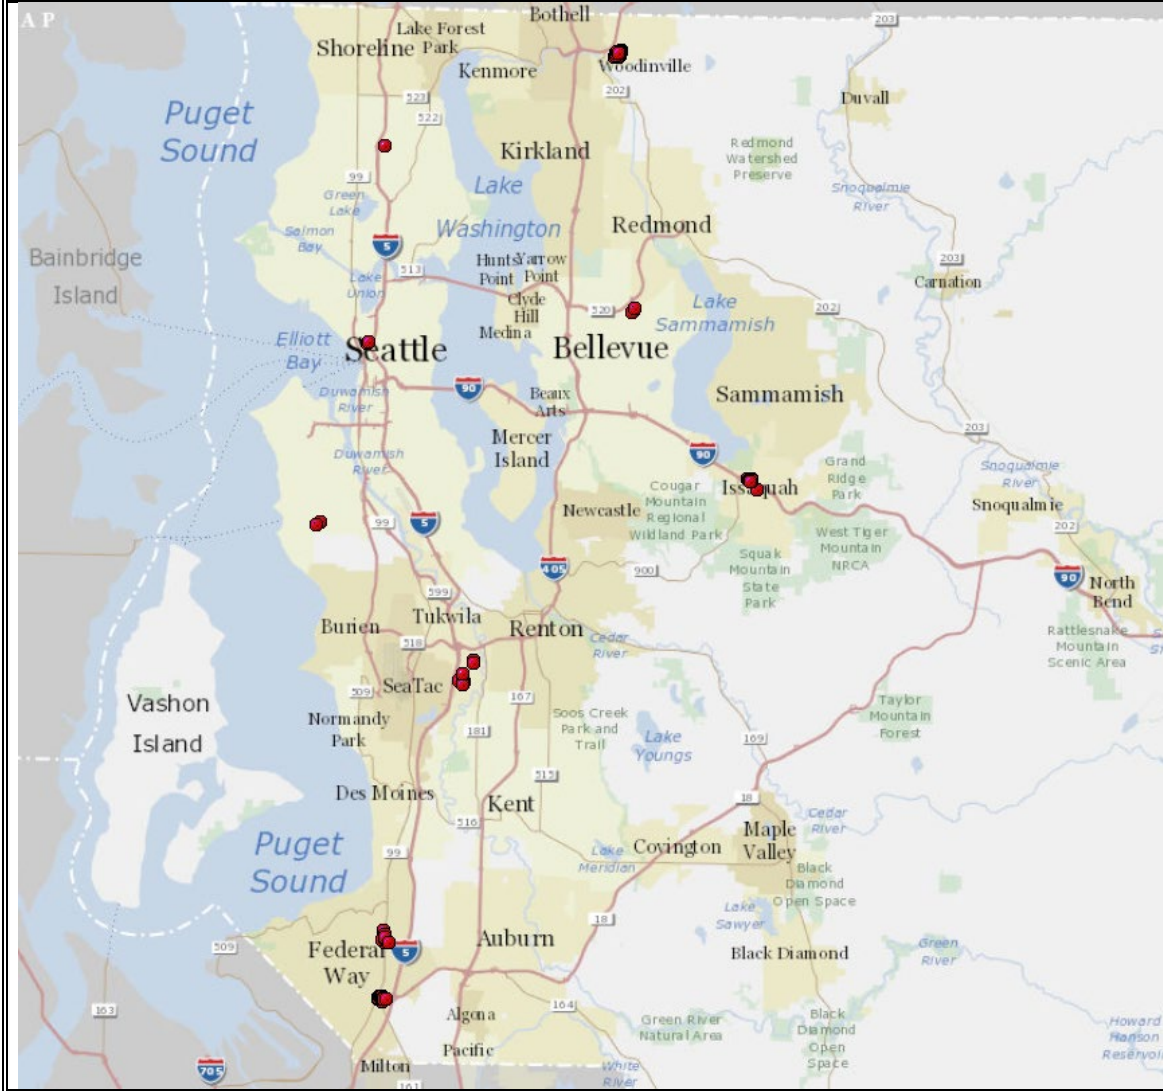 A P
Bothell
203
Lake Forest
Park
Shoreline
Kenmore
Woodinville
202
Duvall
523
522
Puget
Sound
Kirkland
Redmond
Watershed
Preserve
99
Green
Lake
Lake
Washington
Snoqualmie
River
Salmon
Bay
5
Redmond
Bainbridge
Island
513
Hunts
Point
Yarrow
Point
203
Carnation
Lake
Union
Clyde
Hill
520
Lake
Sammamish
202
Elliott
Bay
Seattle
Medina
Bellevue
90
Duwamish
River
Beaux
Arts
Sammamish
203
Mercer
Island
90
Duwamish
River
Issaquah
Grand
Ridge
Park
Snoqualmie
River
Cougar
Mountain
Regional
Wildland Park
Newcastle
Snoqualmie
99
5
202
West Tiger
Mountain
NRCA
Squak
Mountain
State
Park
405
900
90
North
Bend
599
Tukwila
Burien
Renton
518
Cedar
River
Rattlesnake
Mountain
Scenic Area
SeaTac
509
167
Vashon
Island
Normandy
Park
181
Soos Creek
Park and
Trail
Lake
Youngs
Taylor
Mountain
Forest
169
515
Des Moines
Kent
18
516
Cedar
River
Puget
Sound
99
Lake
Meridian
Covington
Maple
Valley
Black
Diamond
Open Space
Lake
Sawyer
18
509
Federal
Way
5
Auburn
Black Diamond
Green
River
163
164
Algona
Green River
Natural Area
Black
Diamond
Open
Space
Howard
Hanson
Reservoi
Pacific
705
Milton
White
River
161